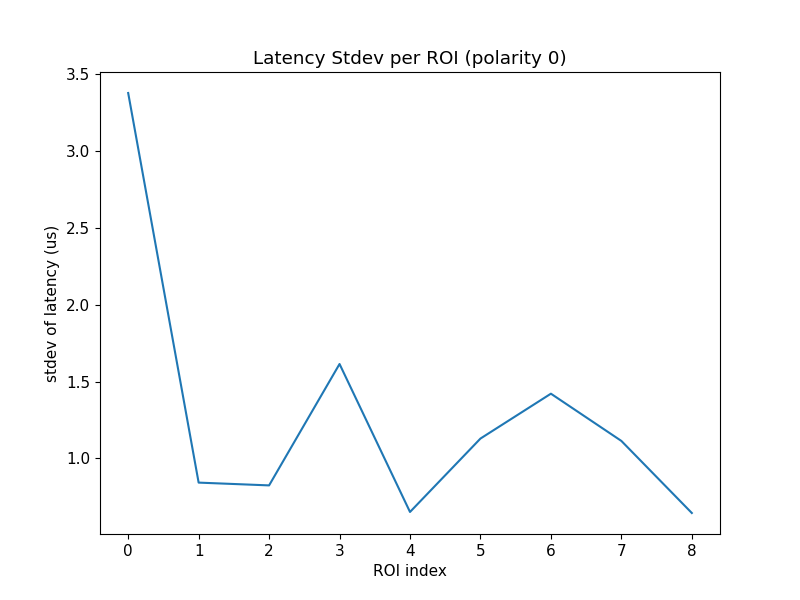 Latency Stdev per ROI (polarity 0)
3.5
3.0
2.5
2.0
1.5
1.0
stdev of latency (us)
0 1 2 3 4 5 6 7 8
ROI index